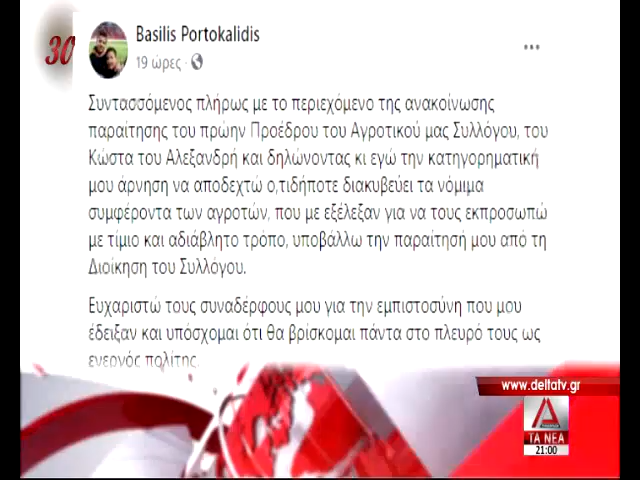 30
Basilis Portokalidis
19 ώρες ·
Συντασσόμενος πλήρως με το περιεχόμενο της ανακοίνωσης
παραίτησης του πρώην Προέδρου του Αγροτικού μας Συλλόγου, του
Κώστα του Αλεξανδρή και δηλώνοντας κι εγώ την κατηγορηματική
μου άρνηση να αποδεχτώ ο,τιδήποτε διακυβεύει τα νόμιμα
συμφέροντα των αγροτών, που με εξέλεξαν για να τους εκπροσωπώ
με τίμιο και αδιάβλητο τρόπο, υποβάλλω την παραίτησή μου από τη
Διοίκηση του Συλλόγου.
Ευχαριστώ τους συναδέρφους μου για την εμπιστοσύνη που μου
έδειξαν και υπόσχομαι ότι θα βρίσκομαι πάντα στο πλευρό τους ως
ενεργός πολίτης.
www.deltatv.gr
ΤΑ ΝΕΑ
21:00